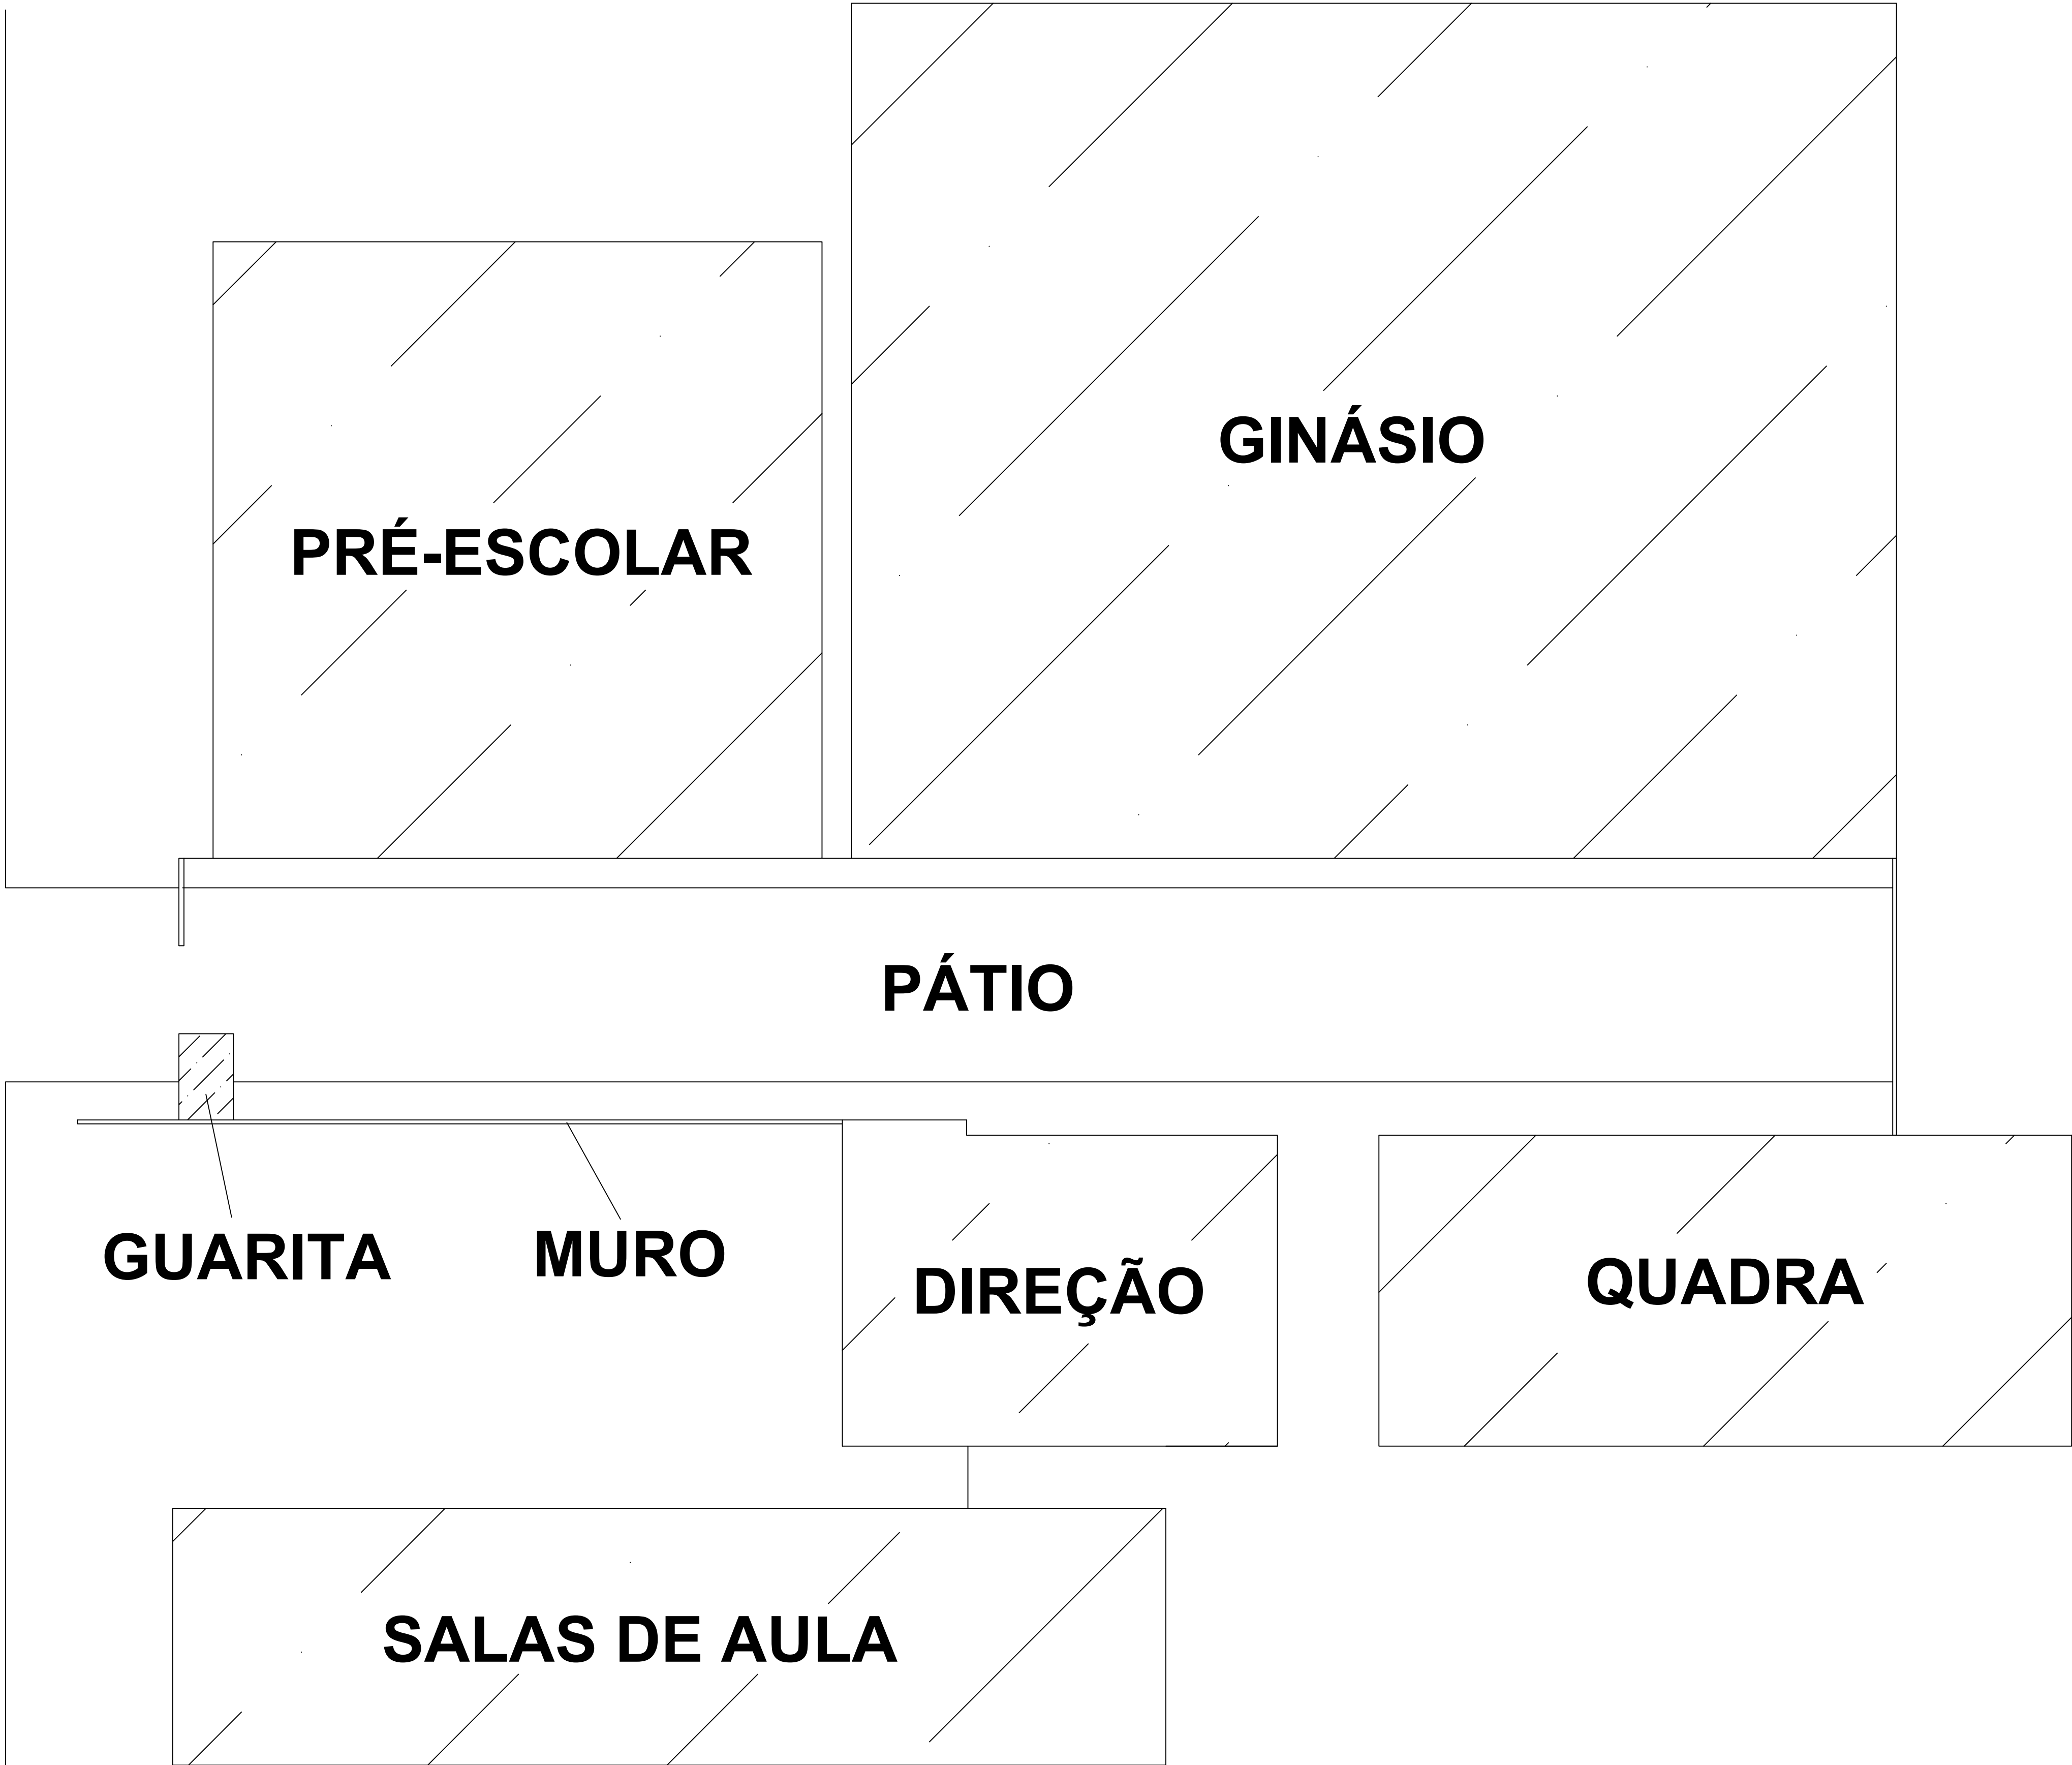 GINÁSIO
PRÉ-ESCOLAR
PÁTIO
GUARITA
MURO
DIREÇÃO
QUADRA
SALAS DE AULA